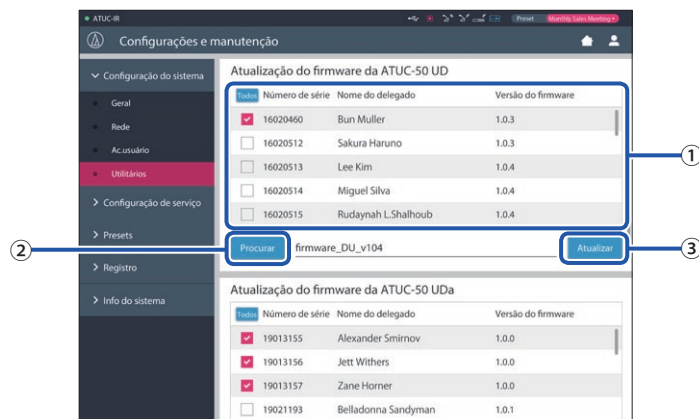 ATUC-IR
Preset Monthly Sales Meeting
Configurações e manutenção
Configuração do sistema
Geral
Rede
Ac.usuário
Utilitários
Configuração de serviço
Presets
Registro
Info do sistema
Atualização do firmware da ATUC-50 UD
Todos Número de série Nome do delegado Versão do firmware
16020460 Bun Muller 1.0.3
16020512 Sakura Haruno 1.0.3
16020513 Lee Kim 1.0.4
16020514 Miguel Silva 1.0.4
16020515 Rudaynah L.Shalhoub 1.0.4
①
② Procurar firmware_DU_v104 Atualizar ③
Atualização do firmware da ATUC-50 UDa
Todos Número de série Nome do delegado Versão do firmware
19013155 Alexander Smirnov 1.0.0
19013156 Jett Withers 1.0.0
19013157 Zane Horner 1.0.0
19021193 Belladonna Sandyman 1.0.1